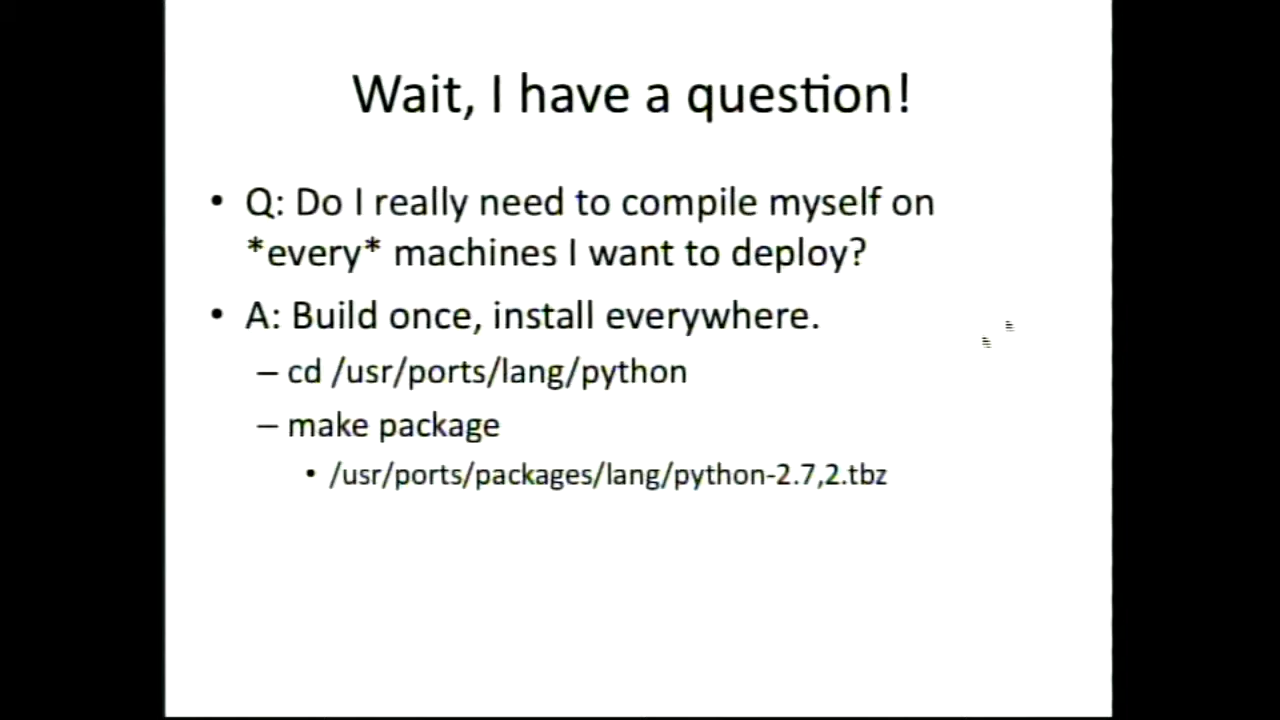 Wait, I have a question!
• Q: Do I really need to compile myself on
*every* machines I want to deploy?
• A: Build once, install everywhere.
– cd /usr/ports/lang/python
– make package
• /usr/ports/packages/lang/python-2.7,2.tbz